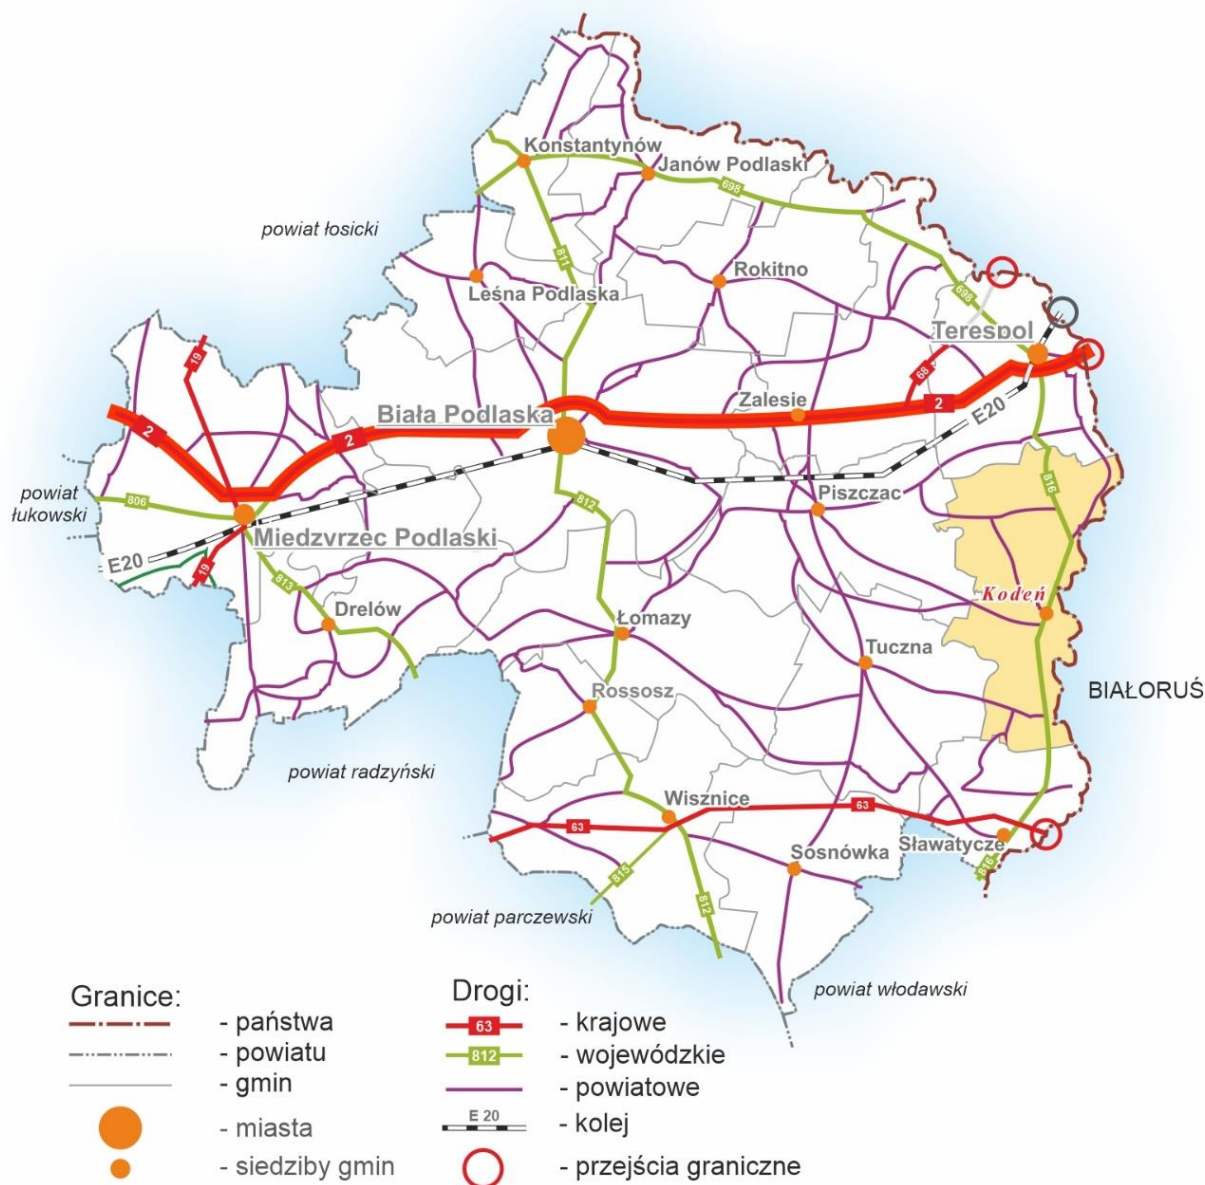 Konstantynów
Janów Podlaski
698
powiat łosicki
811
Rokitno
Leśna Podlaska
698
Terespol
19
68
Zalesie
2
Biała Podlaska
2
2
E20
powiat
łukowski
806
812
Piszczac
816
Miedzvrzec Podlaski
E20
19
813
Drelów
Kodeń
Łomazy
Tuczna
Rossosz
BIAŁORUŚ
powiat radzyński
Wisznice
63
63
Sławatycze
Sosnówka
816
815
812
powiat parczewski
powiat włodawski
Granice:
- państwa
- powiatu
- gmin
- miasta
- siedziby gmin
Drogi:
63 - krajowe
812 - wojewódzkie
- powiatowe
E 20 - kolej
- przejścia graniczne